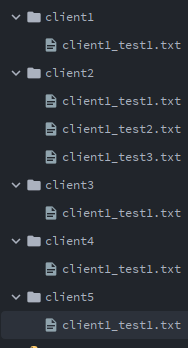 client1
client1_test1.txt
client2
client1_test1.txt
client1_test2.txt
client1_test3.txt
client3
client1_test1.txt
client4
client1_test1.txt
client5
client1_test1.txt